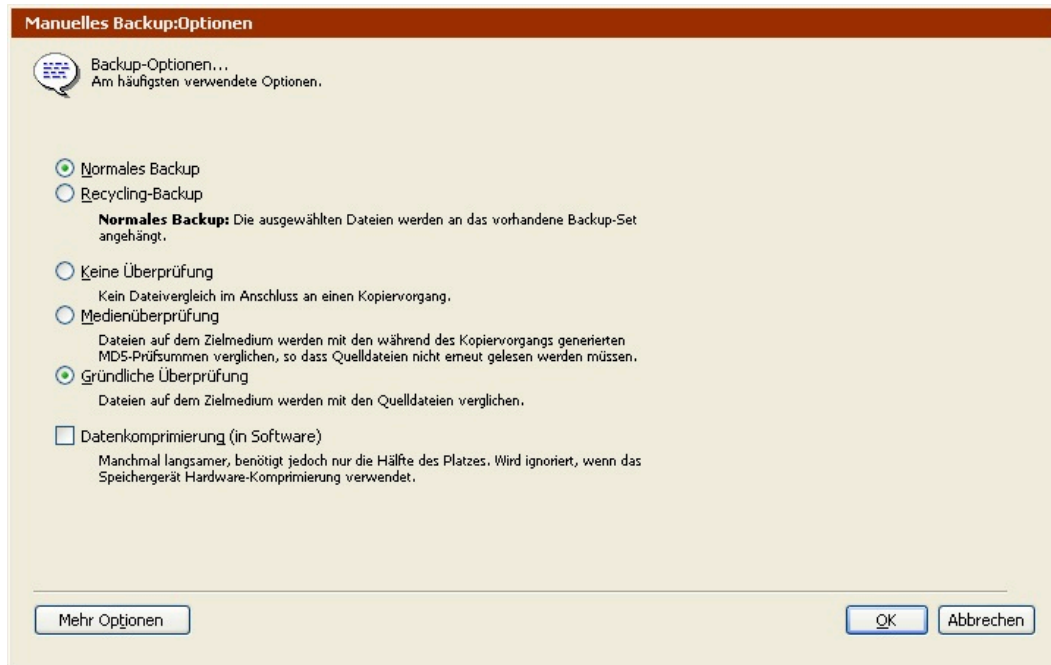 Manuelles Backup:Optionen
Backup-Optionen...
Am häufigsten verwendete Optionen.
Normales Backup
Recycling-Backup
Normales Backup: Die ausgewählten Dateien werden an das vorhandene Backup-Set
angehängt.
Keine Überprüfung
Kein Dateivergleich im Anschluss an einen Kopiervorgang.
Medienüberprüfung
Dateien auf dem Zielmedium werden mit den während des Kopiervorgangs generierten
MD5-Prüfsummen verglichen, so dass Quelldateien nicht erneut gelesen werden müssen.
Gründliche Überprüfung
Dateien auf dem Zielmedium werden mit den Quelldateien verglichen.
Datenkomprimierung (in Software)
Manchmal langsamer, benötigt jedoch nur die Hälfte des Platzes. Wird ignoriert, wenn das
Speichergerät Hardware-Komprimierung verwendet.
Mehr Optionen
OK
Abbrechen